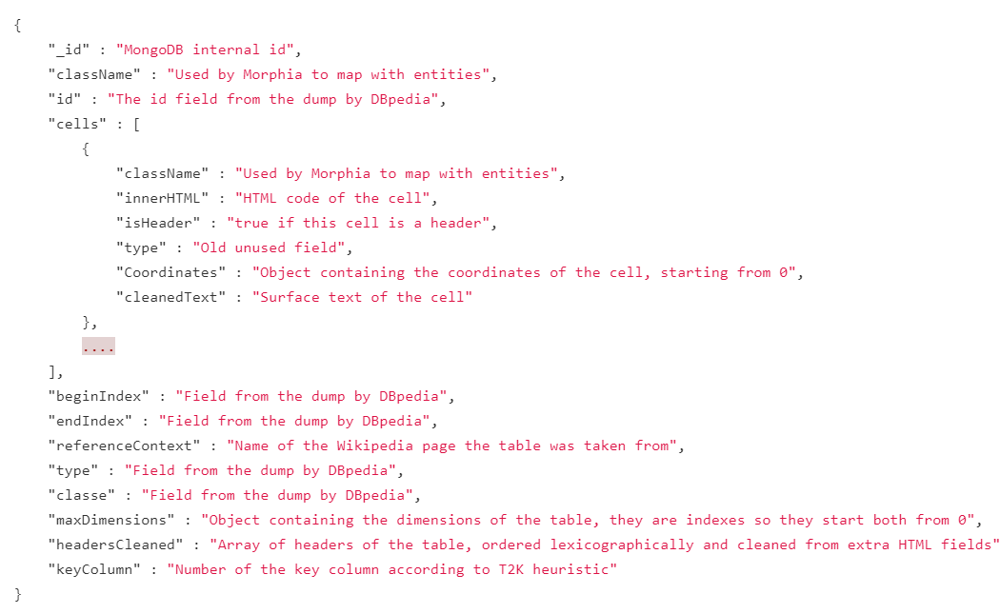 {
    "_id" : "MongoDB internal id",
    "className" : "Used by Morphia to map with entities",
    "id" : "The id field from the dump by DBpedia",
    "cells" : [
        {
            "className" : "Used by Morphia to map with entities",
            "innerHTML" : "HTML code of the cell",
            "isHeader" : "true if this cell is a header",
            "type" : "Old unused field",
            "Coordinates" : "Object containing the coordinates of the cell, starting from 0",
            "cleanedText" : "Surface text of the cell"
        },
        ....
    ],
    "beginIndex" : "Field from the dump by DBpedia",
    "endIndex" : "Field from the dump by DBpedia",
    "referenceContext" : "Name of the Wikipedia page the table was taken from",
    "type" : "Field from the dump by DBpedia",
    "classe" : "Field from the dump by DBpedia",
    "maxDimensions" : "Object containing the dimensions of the table, they are indexes so they start both from 0",
    "headersCleaned" : "Array of headers of the table, ordered lexicographically and cleaned from extra HTML fields"
    "keyColumn" : "Number of the key column according to T2K heuristic"
}